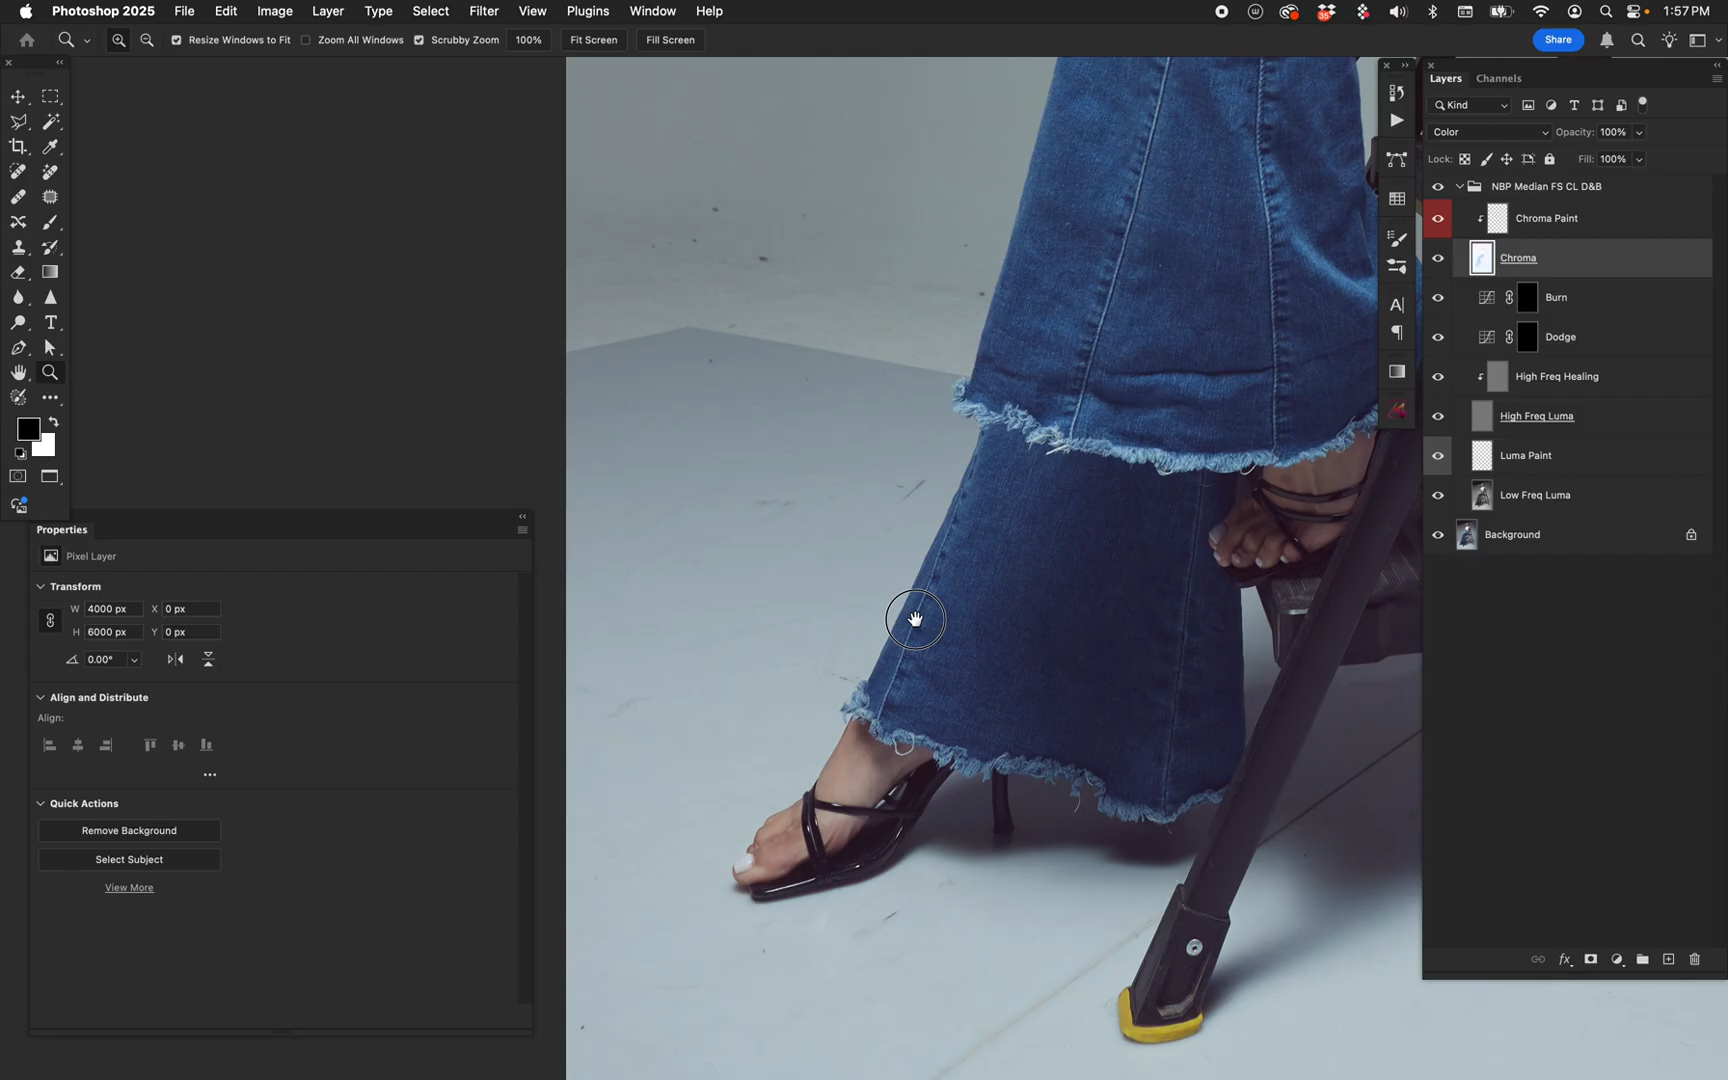 Photoshop 2025 File Edit Image Layer Type Select Filter View Plugins Window Help 35 1:57 PM
Resize Windows to Fit Zoom All Windows Scrubby Zoom 100% Fit Screen Fill Screen Share
Layers Channels
Kind
Color Opacity: 100%
Lock: Fill: 100%
NBP Median FS CL D&B
Chroma Paint
Chroma
Burn
Dodge
High Freq Healing
High Freq Luma
Luma Paint
Low Freq Luma
Background
Properties
Pixel Layer
Transform
W 4000 px X 0 px
H 6000 px Y 0 px
0.00°
Align and Distribute
Align:
Quick Actions
Remove Background
Select Subject
View More